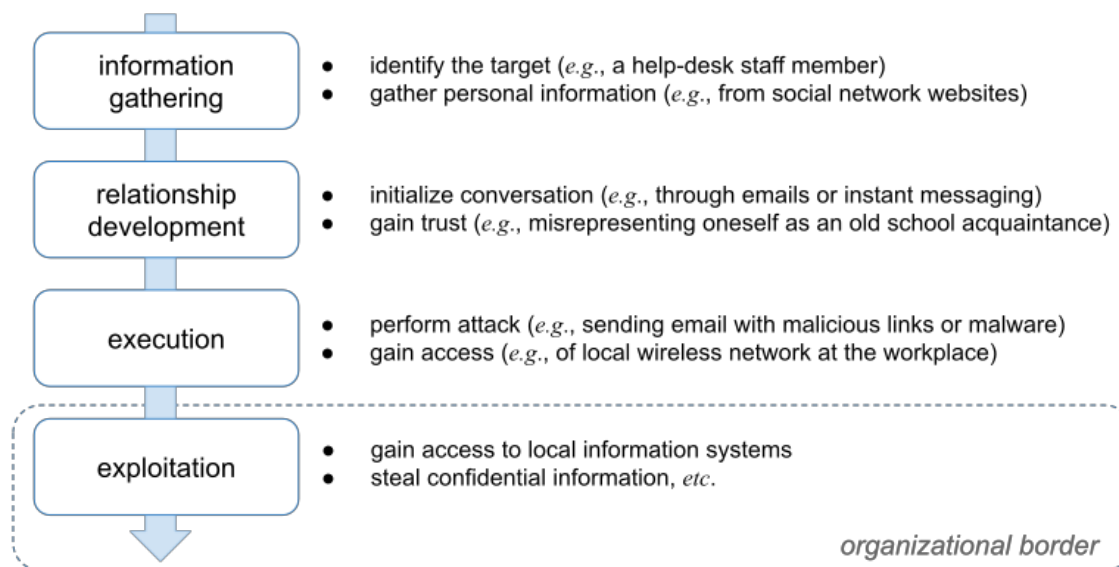 information
gathering
● identify the target (e.g., a help-desk staff member)
● gather personal information (e.g., from social network websites)
relationship
development
● initialize conversation (e.g., through emails or instant messaging)
● gain trust (e.g., misrepresenting oneself as an old school acquaintance)
execution
● perform attack (e.g., sending email with malicious links or malware)
● gain access (e.g., of local wireless network at the workplace)
exploitation
● gain access to local information systems
● steal confidential information, etc.
organizational border